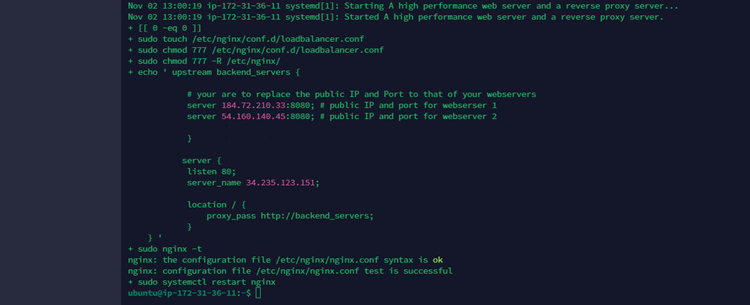 Nov 02 13:00:19 ip-172-31-36-11 systemd[1]: Starting A high performance web server and a reverse proxy server...
Nov 02 13:00:19 ip-172-31-36-11 systemd[1]: Started A high performance web server and a reverse proxy server.
+ [[ 0 -eq 0 ]]
+ sudo touch /etc/nginx/conf.d/loadbalancer.conf
+ sudo chmod 777 /etc/nginx/conf.d/loadbalancer.conf
+ sudo chmod 777 -R /etc/nginx/
+ echo ' upstream backend_servers {
# your are to replace the public IP and Port to that of your webservers
server 184.72.210.33:8080; # public IP and port for webserser 1
server 54.160.140.45:8080; # public IP and port for webserver 2
}
server {
listen 80;
server_name 34.235.123.151;
location / {
proxy_pass http://backend_servers;
}
} '
+ sudo nginx -t
nginx: the configuration file /etc/nginx/nginx.conf syntax is ok
nginx: configuration file /etc/nginx/nginx.conf test is successful
+ sudo systemctl restart nginx
ubuntu@ip-172-31-36-11:~$